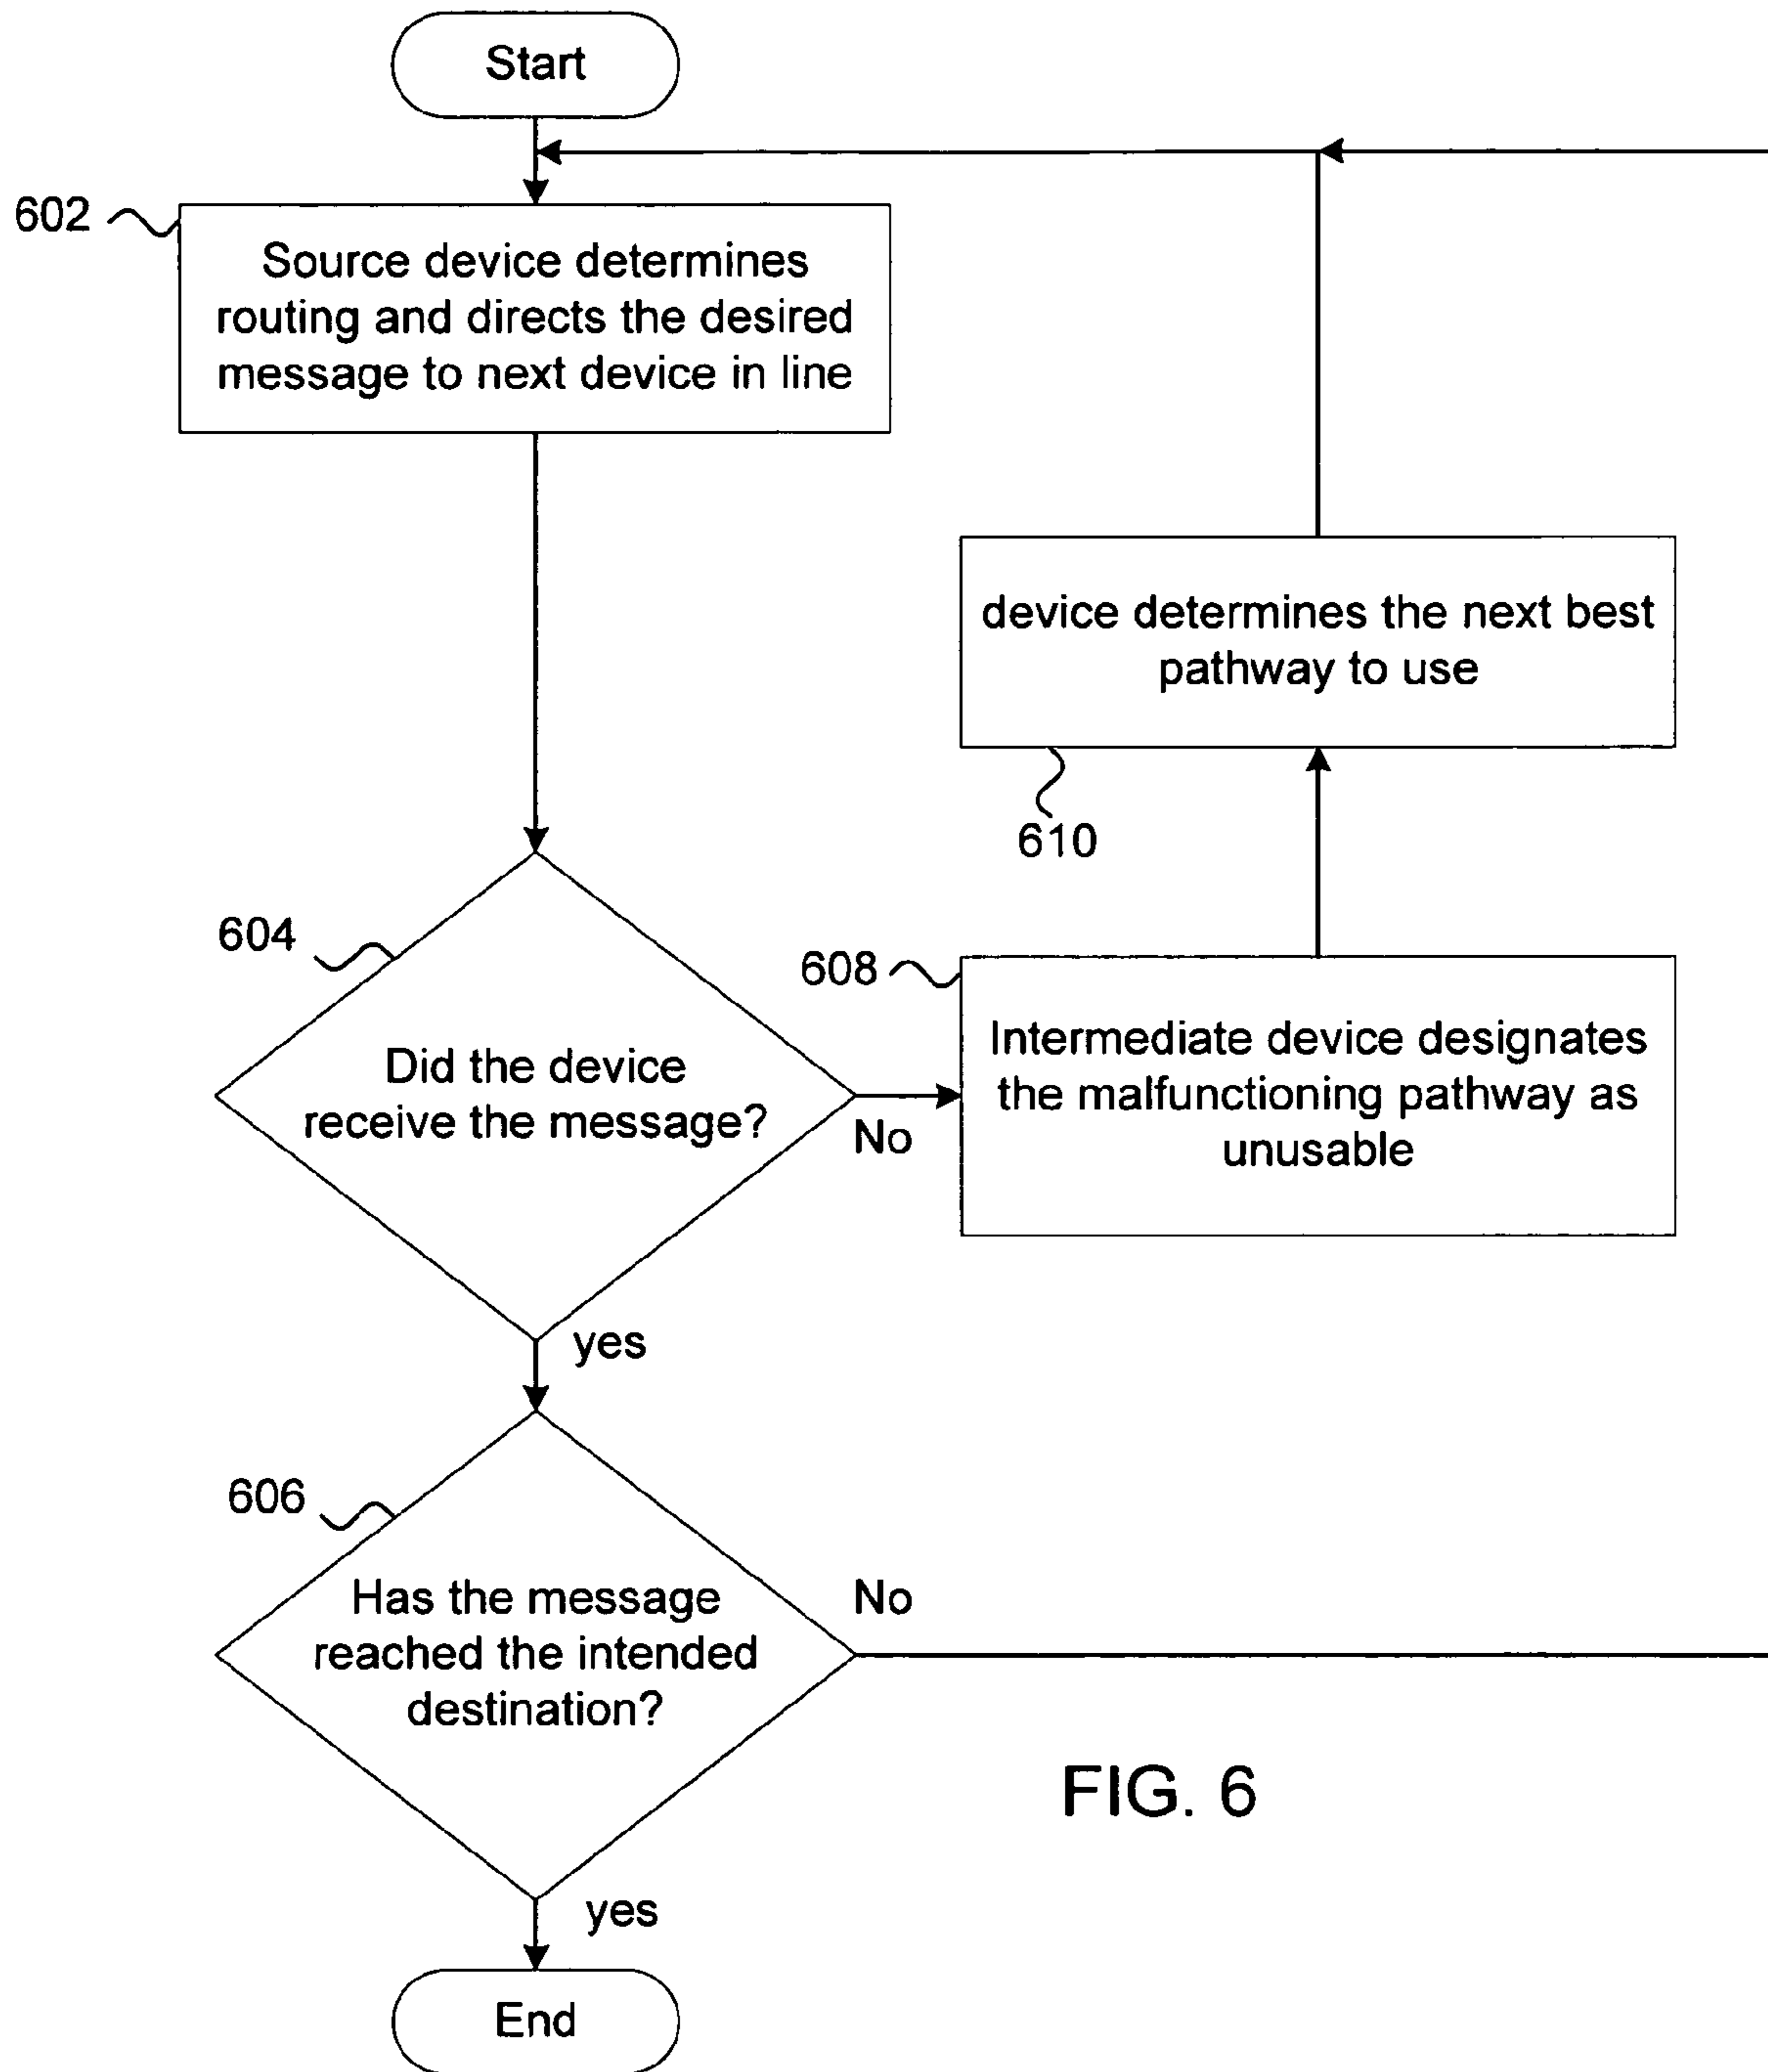 Start
602
Source device determines
routing and directs the desired
message to next device in line
device determines the next best
pathway to use
610
604
Did the device
receive the message?
No
608
Intermediate device designates
the malfunctioning pathway as
unusable
yes
606
Has the message
reached the intended
destination?
No
FIG. 6
yes
End